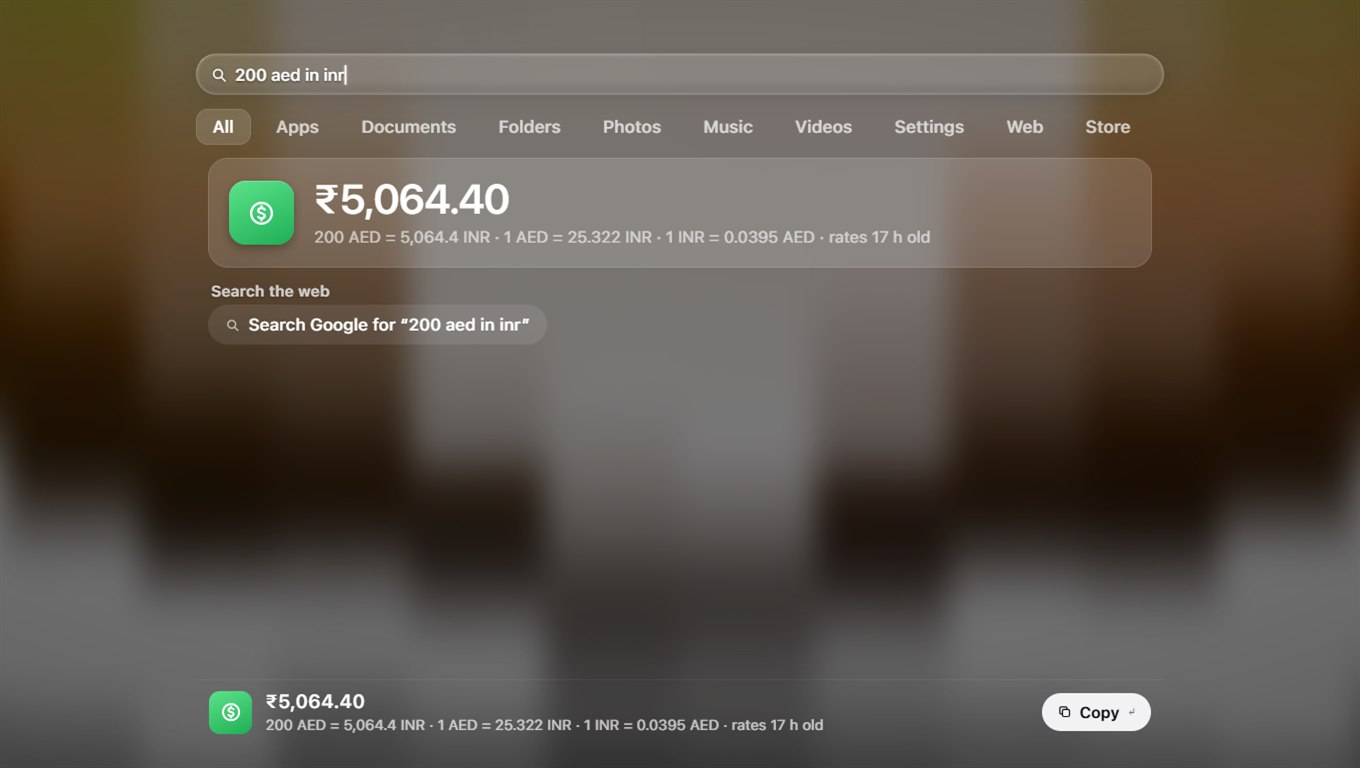 200 aed in inr
All Apps Documents Folders Photos Music Videos Settings Web Store
₹5,064.40
200 AED = 5,064.4 INR · 1 AED = 25.322 INR · 1 INR = 0.0395 AED · rates 17 h old
Search the web
Search Google for “200 aed in inr”
₹5,064.40
200 AED = 5,064.4 INR · 1 AED = 25.322 INR · 1 INR = 0.0395 AED · rates 17 h old
Copy